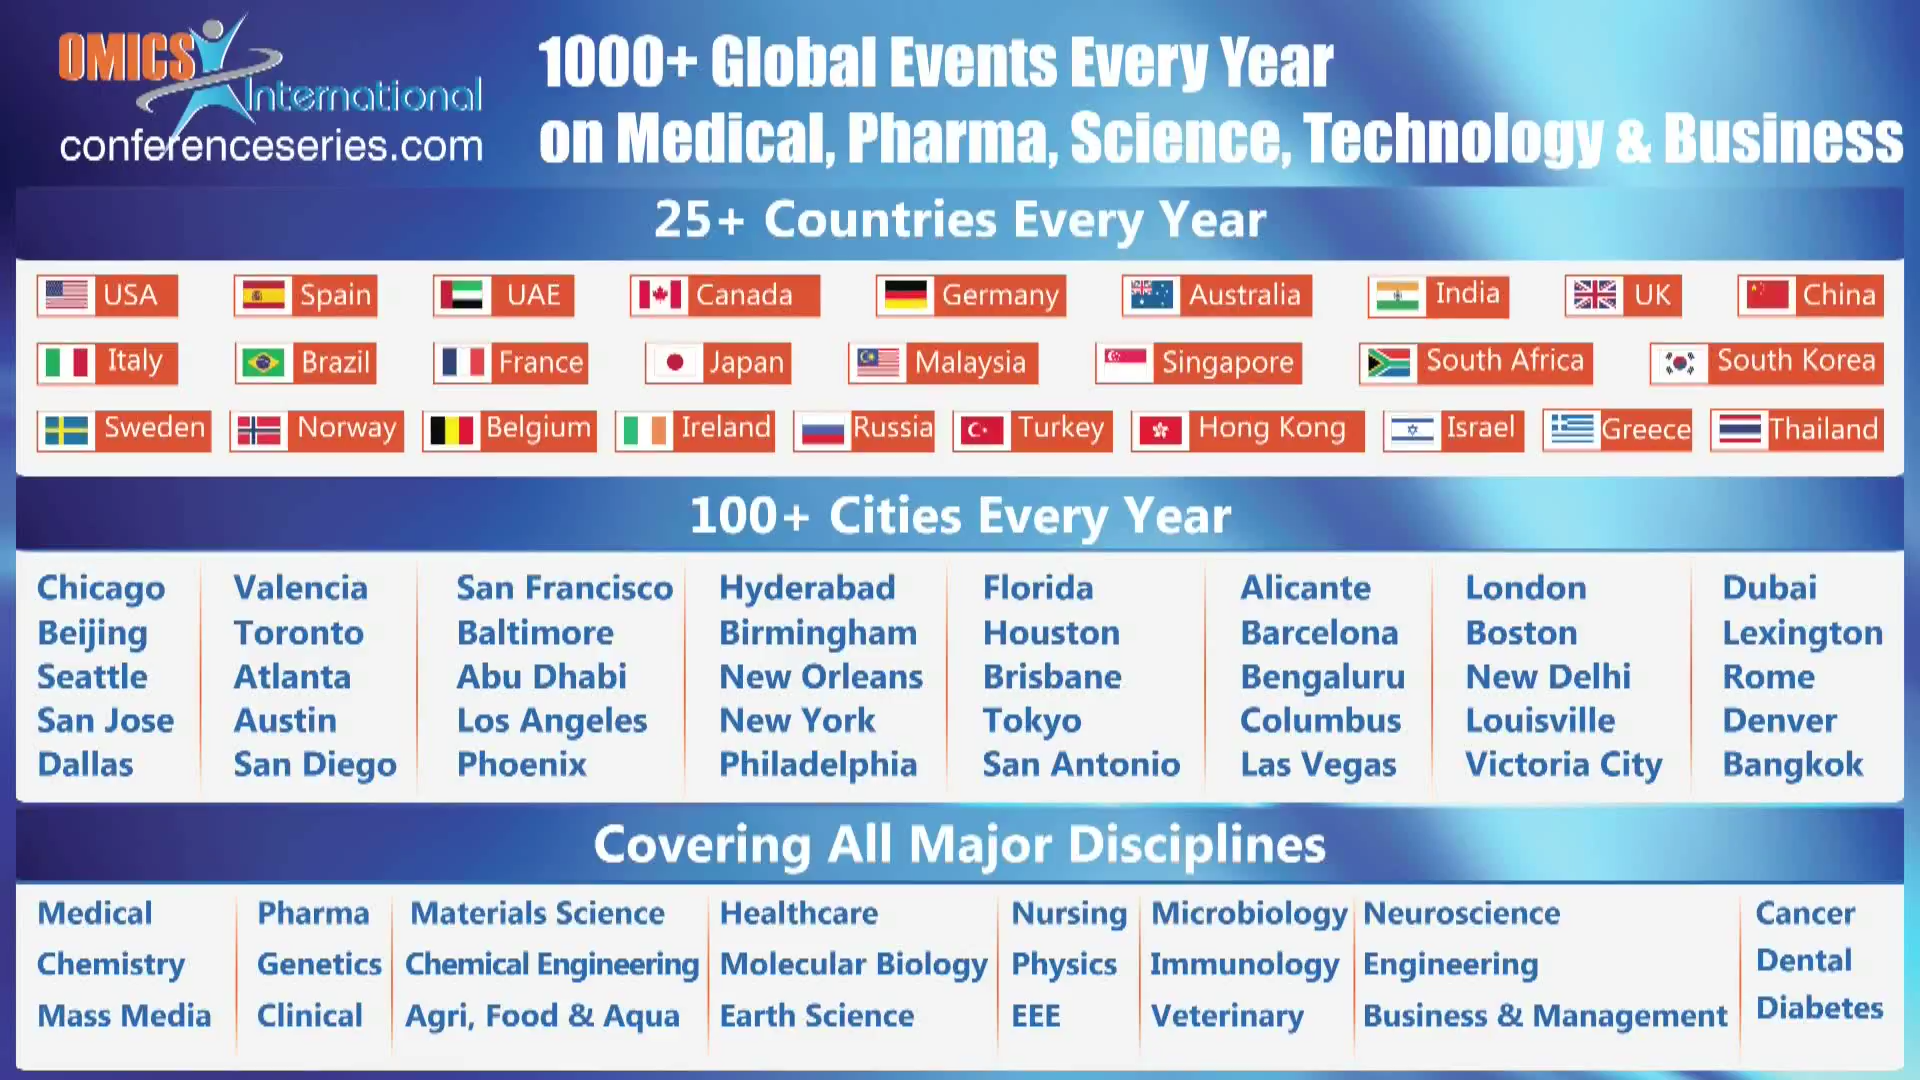 OMICS International
conferenceseries.com
1000+ Global Events Every Year
on Medical, Pharma, Science, Technology & Business
25+ Countries Every Year
USA Spain UAE Canada Germany Australia India UK China
Italy Brazil France Japan Malaysia Singapore South Africa South Korea
Sweden Norway Belgium Ireland Russia Turkey Hong Kong Israel Greece Thailand
100+ Cities Every Year
Chicago Valencia San Francisco Hyderabad Florida Alicante London Dubai
Beijing Toronto Baltimore Birmingham Houston Barcelona Boston Lexington
Seattle Atlanta Abu Dhabi New Orleans Brisbane Bengaluru New Delhi Rome
San Jose Austin Los Angeles New York Tokyo Columbus Louisville Denver
Dallas San Diego Phoenix Philadelphia San Antonio Las Vegas Victoria City Bangkok
Covering All Major Disciplines
Medical Pharma Materials Science Healthcare Nursing Microbiology Neuroscience Cancer
Chemistry Genetics Chemical Engineering Molecular Biology Physics Immunology Engineering Dental
Mass Media Clinical Agri, Food & Aqua Earth Science EEE Veterinary Business & Management Diabetes